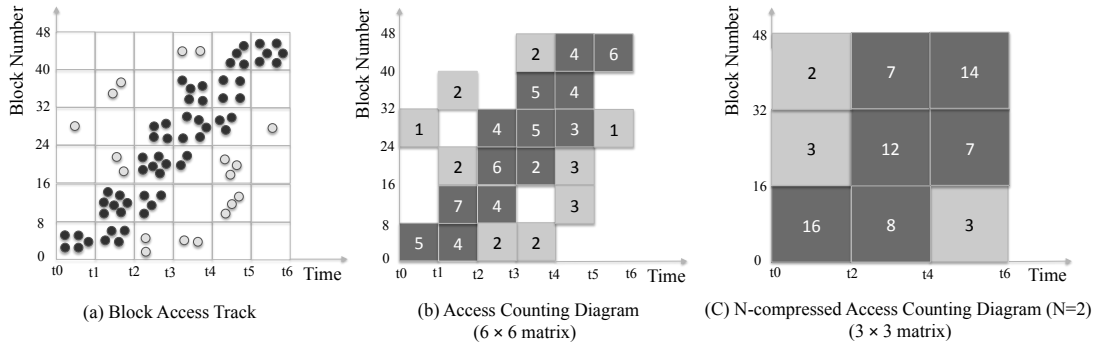 Block Number
48
40
32
24
16
8
0
t0 t1 t2 t3 t4 t5 t6 Time
(a) Block Access Track
Block Number
48
40
32
24
16
8
0
2 4 6
2 5 4
1 4 5 3 1
2 6 2 3
7 4 3
5 4 2 2
t0 t1 t2 t3 t4 t5 t6 Time
(b) Access Counting Diagram
(6 × 6 matrix)
Block Number
48
32
16
0
2 7 14
3 12 7
16 8 3
t0 t2 t4 t6 Time
(C) N-compressed Access Counting Diagram (N=2)
(3 × 3 matrix)